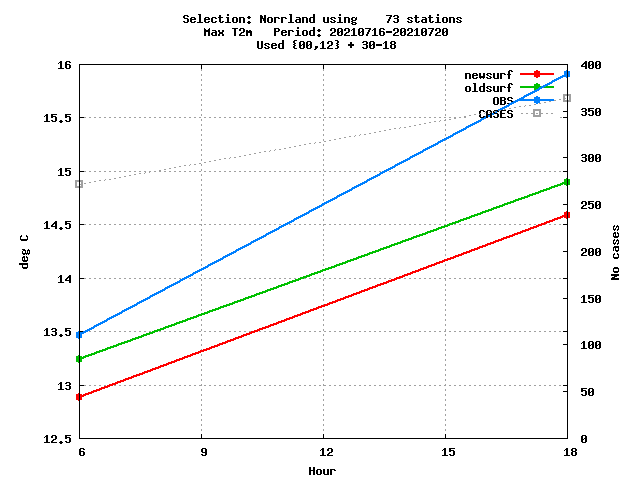 Selection: Norrland using    73 stations
Max T2m   Period: 20210716-20210720
Used {00,12} + 30-18
16
15.5
15
14.5
14
13.5
13
12.5
deg C
400
350
300
250
200
150
100
50
0
No cases
newsurf
oldsurf
OBS
CASES
6 9 12 15 18
Hour